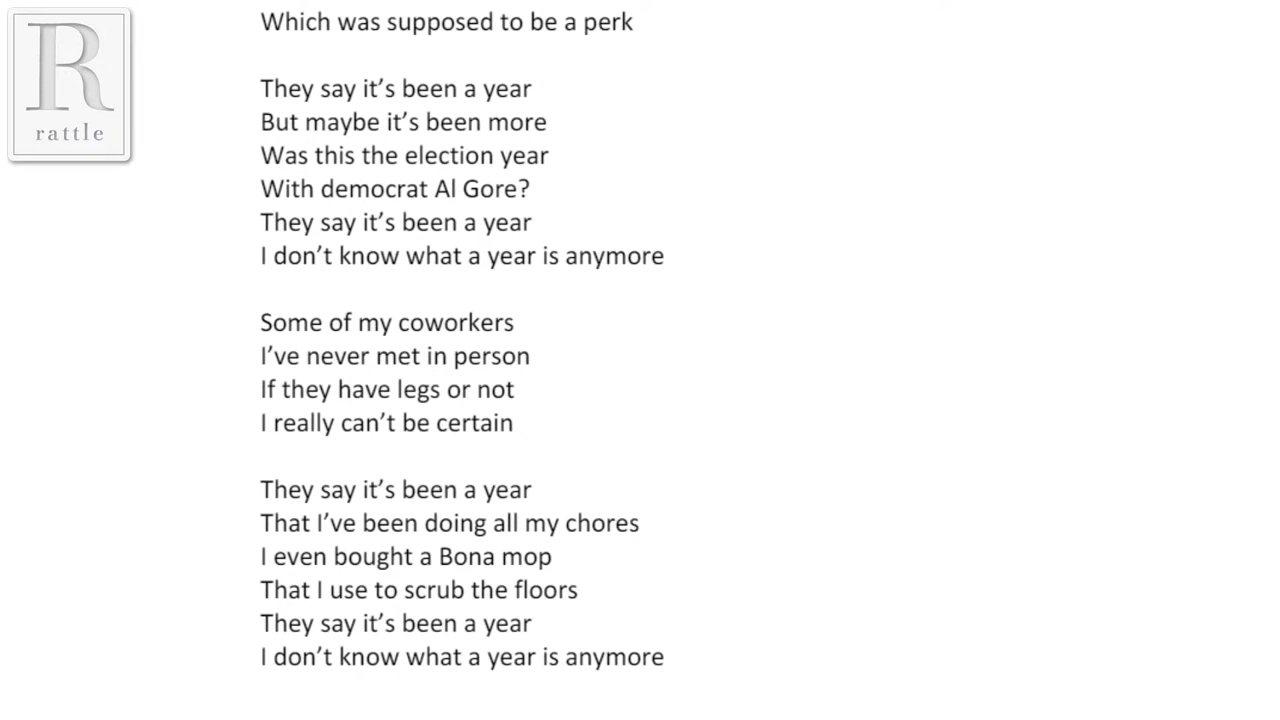 R
rattle
Which was supposed to be a perk
They say it’s been a year
But maybe it’s been more
Was this the election year
With democrat Al Gore?
They say it’s been a year
I don’t know what a year is anymore
Some of my coworkers
I’ve never met in person
If they have legs or not
I really can’t be certain
They say it’s been a year
That I’ve been doing all my chores
I even bought a Bona mop
That I use to scrub the floors
They say it’s been a year
I don’t know what a year is anymore